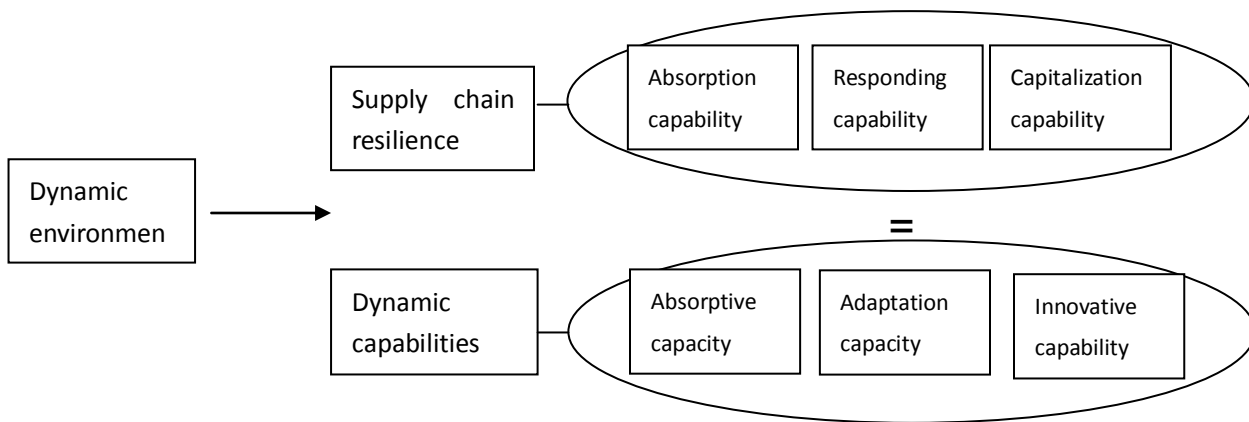 Absorption
capability
Responding
capability
Capitalization
capability
Supply chain
resilience
Dynamic
environmen
=
Dynamic
capabilities
Absorptive
capacity
Adaptation
capacity
Innovative
capability